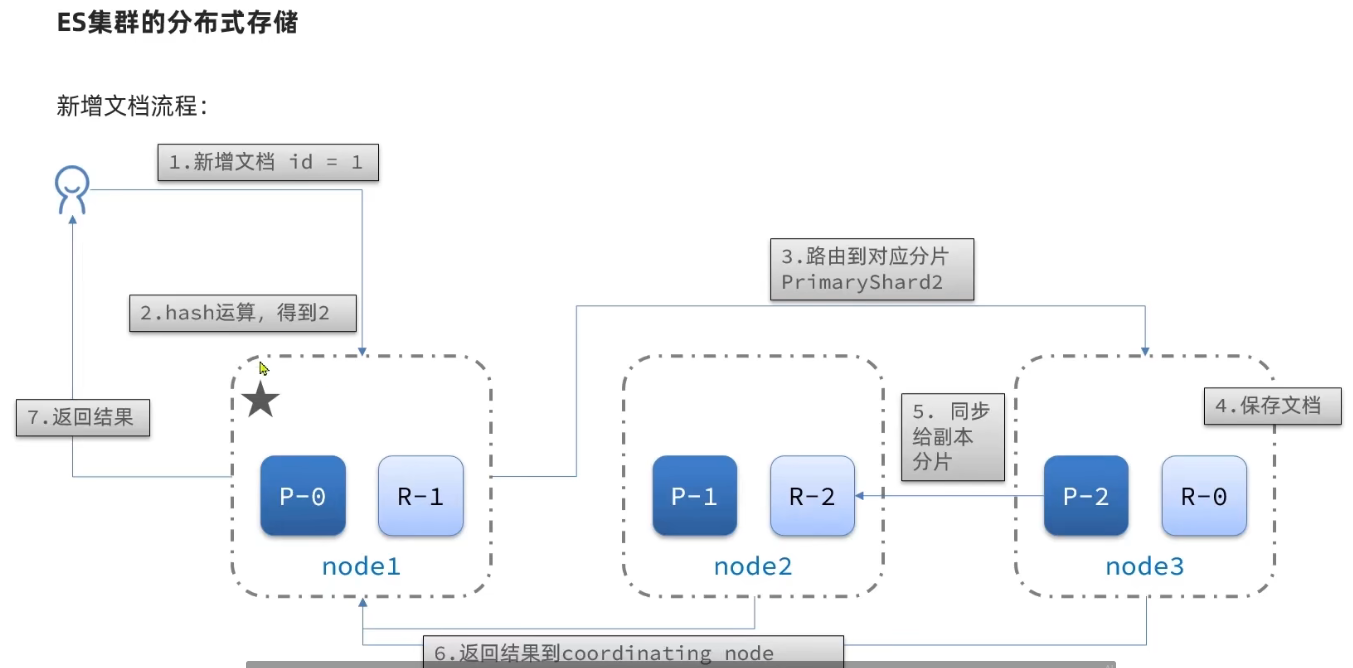 ES集群的分布式存储
新增文档流程：
1.新增文档 id = 1
2.hash运算，得到2
3.路由到对应分片
PrimaryShard2
4.保存文档
5. 同步
给副本
分片
7.返回结果
P-0
R-1
P-1
R-2
P-2
R-0
node1
node2
node3
6.返回结果到coordinating node